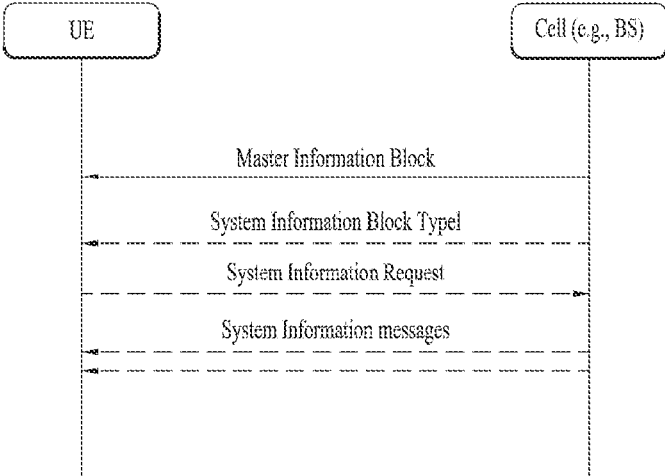 UE
Cell (e.g., BS)
Master Information Block
System Information Block Type1
System Information Request
System Information messages